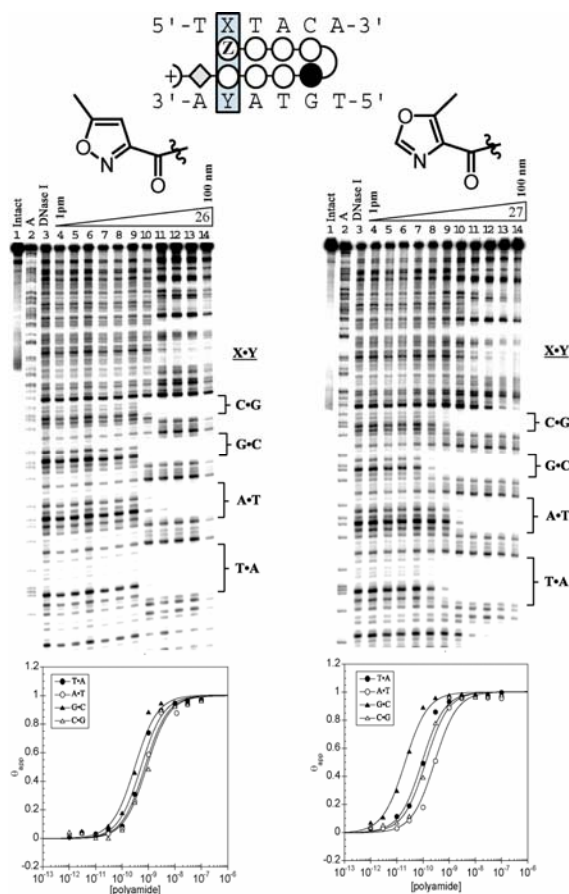 5'-T X T A C A-3'
Z
+
3'-A Y A T G T-5'
O N O
O N O
Intact A DNase I 1pm 100 nm
26
1 2 3 4 5 6 7 8 9 10 11 12 13 14
X•Y
C•G
G•C
A•T
T•A
Intact A DNase I 1pm 100 nm
27
1 2 3 4 5 6 7 8 9 10 11 12 13 14
X•Y
C•G
G•C
A•T
T•A
1.2
1
0.8
0.6
0.4
0.2
0
-0.2
Θapp
T•A
A•T
G•C
C•G
10⁻¹³ 10⁻¹² 10⁻¹¹ 10⁻¹⁰ 10⁻⁹ 10⁻⁸ 10⁻⁷ 10⁻⁶
[polyamide]
1.2
1
0.8
0.6
0.4
0.2
0
-0.2
Θapp
T•A
A•T
G•C
C•G
10⁻¹³ 10⁻¹² 10⁻¹¹ 10⁻¹⁰ 10⁻⁹ 10⁻⁸ 10⁻⁷ 10⁻⁶
[polyamide]